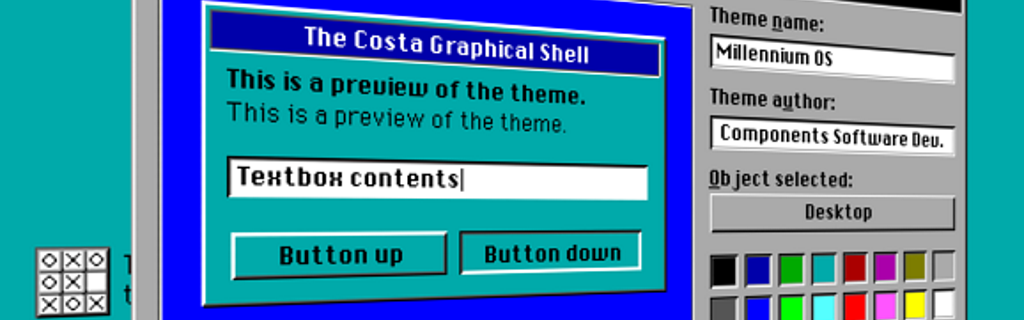 The Costa Graphical Shell
This is a preview of the theme.
This is a preview of the theme.
Textbox contents
Button up
Button down
Theme name:
Millennium OS
Theme author:
Components Software Dev.
Object selected:
Desktop